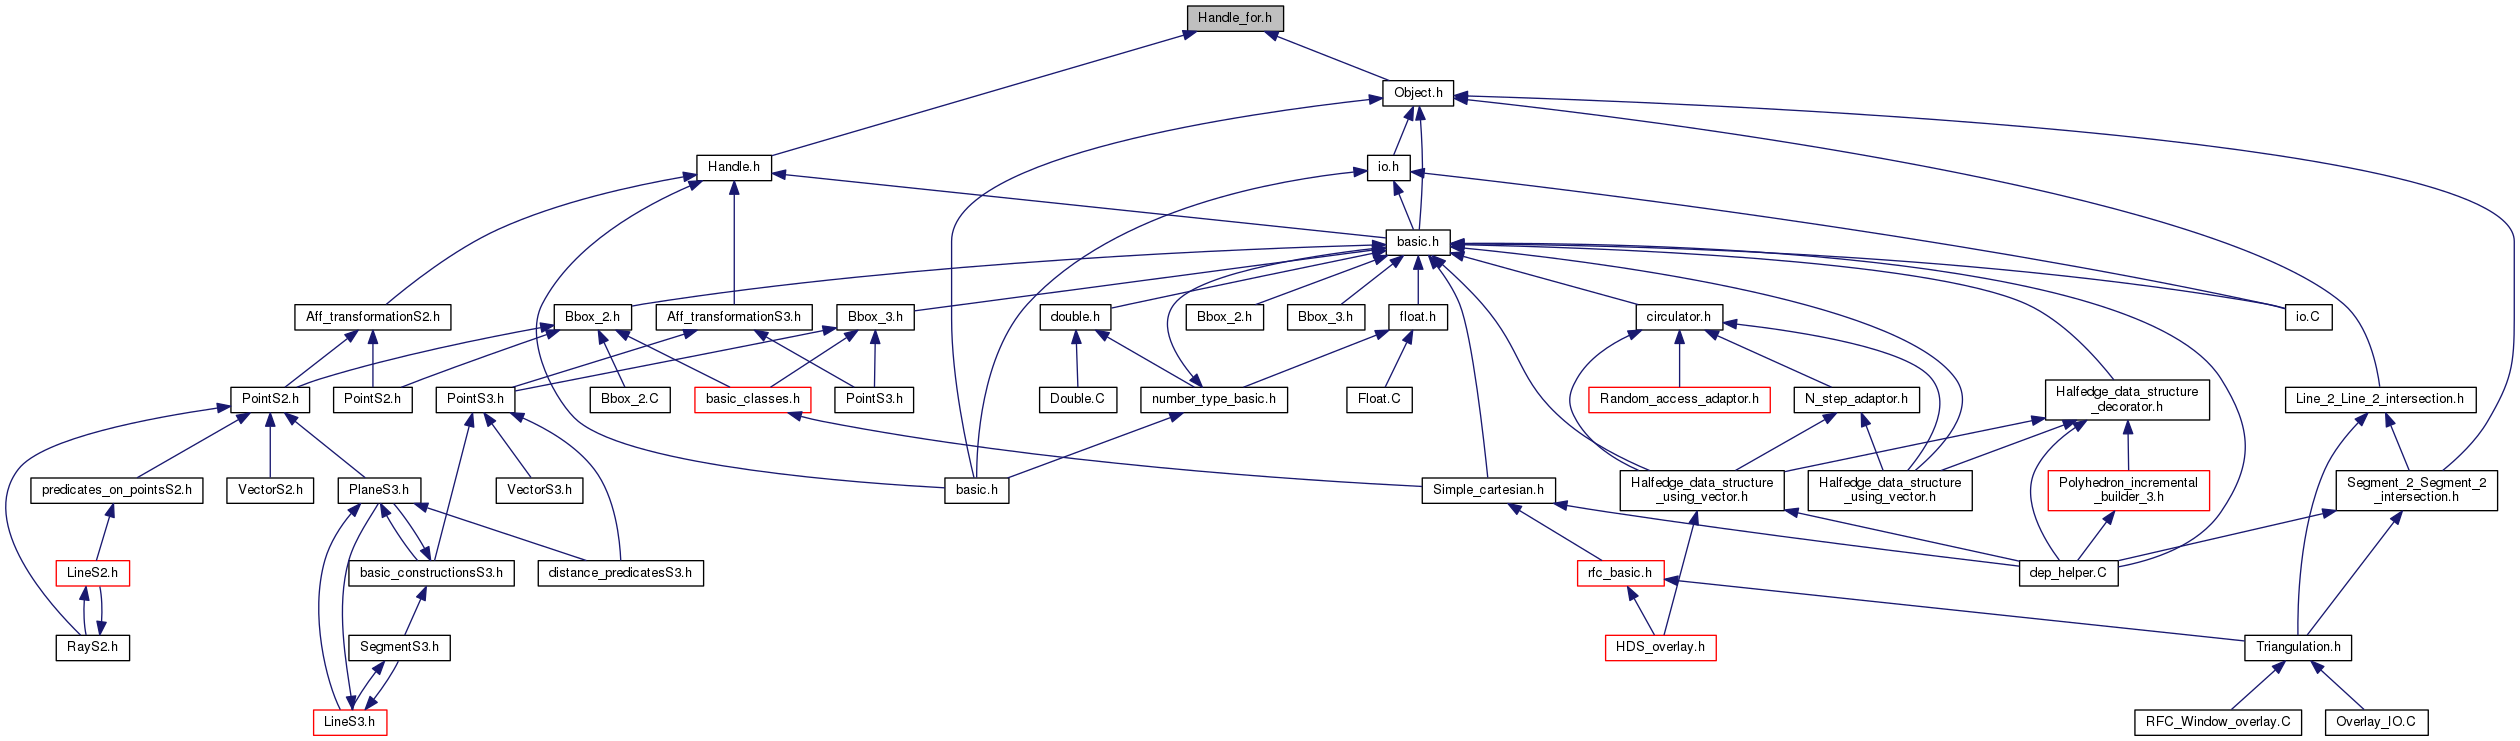 Handle_for.h
Object.h
Handle.h
io.h
basic.h
Aff_transformationS2.h
Bbox_2.h
Aff_transformationS3.h
Bbox_3.h
double.h
Bbox_2.h
Bbox_3.h
float.h
circulator.h
io.C
PointS2.h
PointS2.h
PointS3.h
Bbox_2.C
basic_classes.h
PointS3.h
Double.C
number_type_basic.h
Float.C
Random_access_adaptor.h
N_step_adaptor.h
Halfedge_data_structure
_decorator.h
Line_2_Line_2_intersection.h
predicates_on_pointsS2.h
VectorS2.h
PlaneS3.h
VectorS3.h
basic.h
Simple_cartesian.h
Halfedge_data_structure
_using_vector.h
Halfedge_data_structure
_using_vector.h
Polyhedron_incremental
_builder_3.h
Segment_2_Segment_2
_intersection.h
LineS2.h
basic_constructionsS3.h
distance_predicatesS3.h
rfc_basic.h
dep_helper.C
RayS2.h
SegmentS3.h
HDS_overlay.h
Triangulation.h
LineS3.h
RFC_Window_overlay.C
Overlay_IO.C